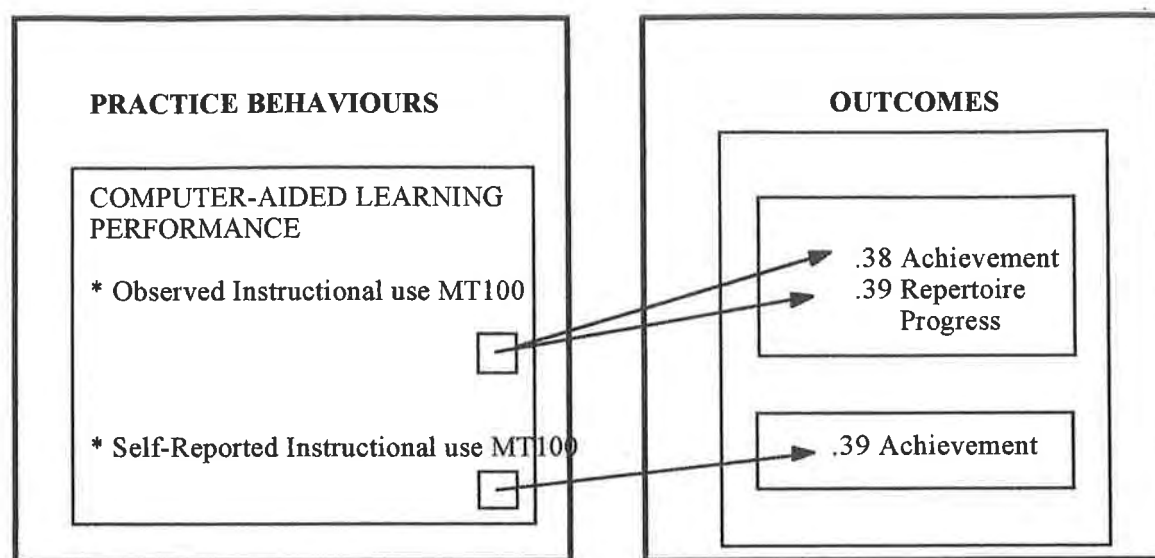 PRACTICE BEHAVIOURS
COMPUTER-AIDED LEARNING
PERFORMANCE
* Observed Instructional use MT100
* Self-Reported Instructional use MT100
OUTCOMES
.38 Achievement
.39 Repertoire
Progress
.39 Achievement